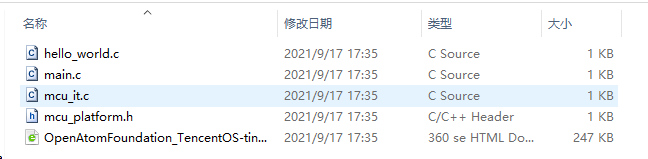 名称 修改日期 类型 大小
hello_world.c 2021/9/17 17:35 C Source 1 KB
main.c 2021/9/17 17:35 C Source 1 KB
mcu_it.c 2021/9/17 17:35 C Source 1 KB
mcu_platform.h 2021/9/17 17:35 C/C++ Header 1 KB
OpenAtomFoundation_TencentOS-tin... 2021/9/17 17:35 360 se HTML Do... 247 KB